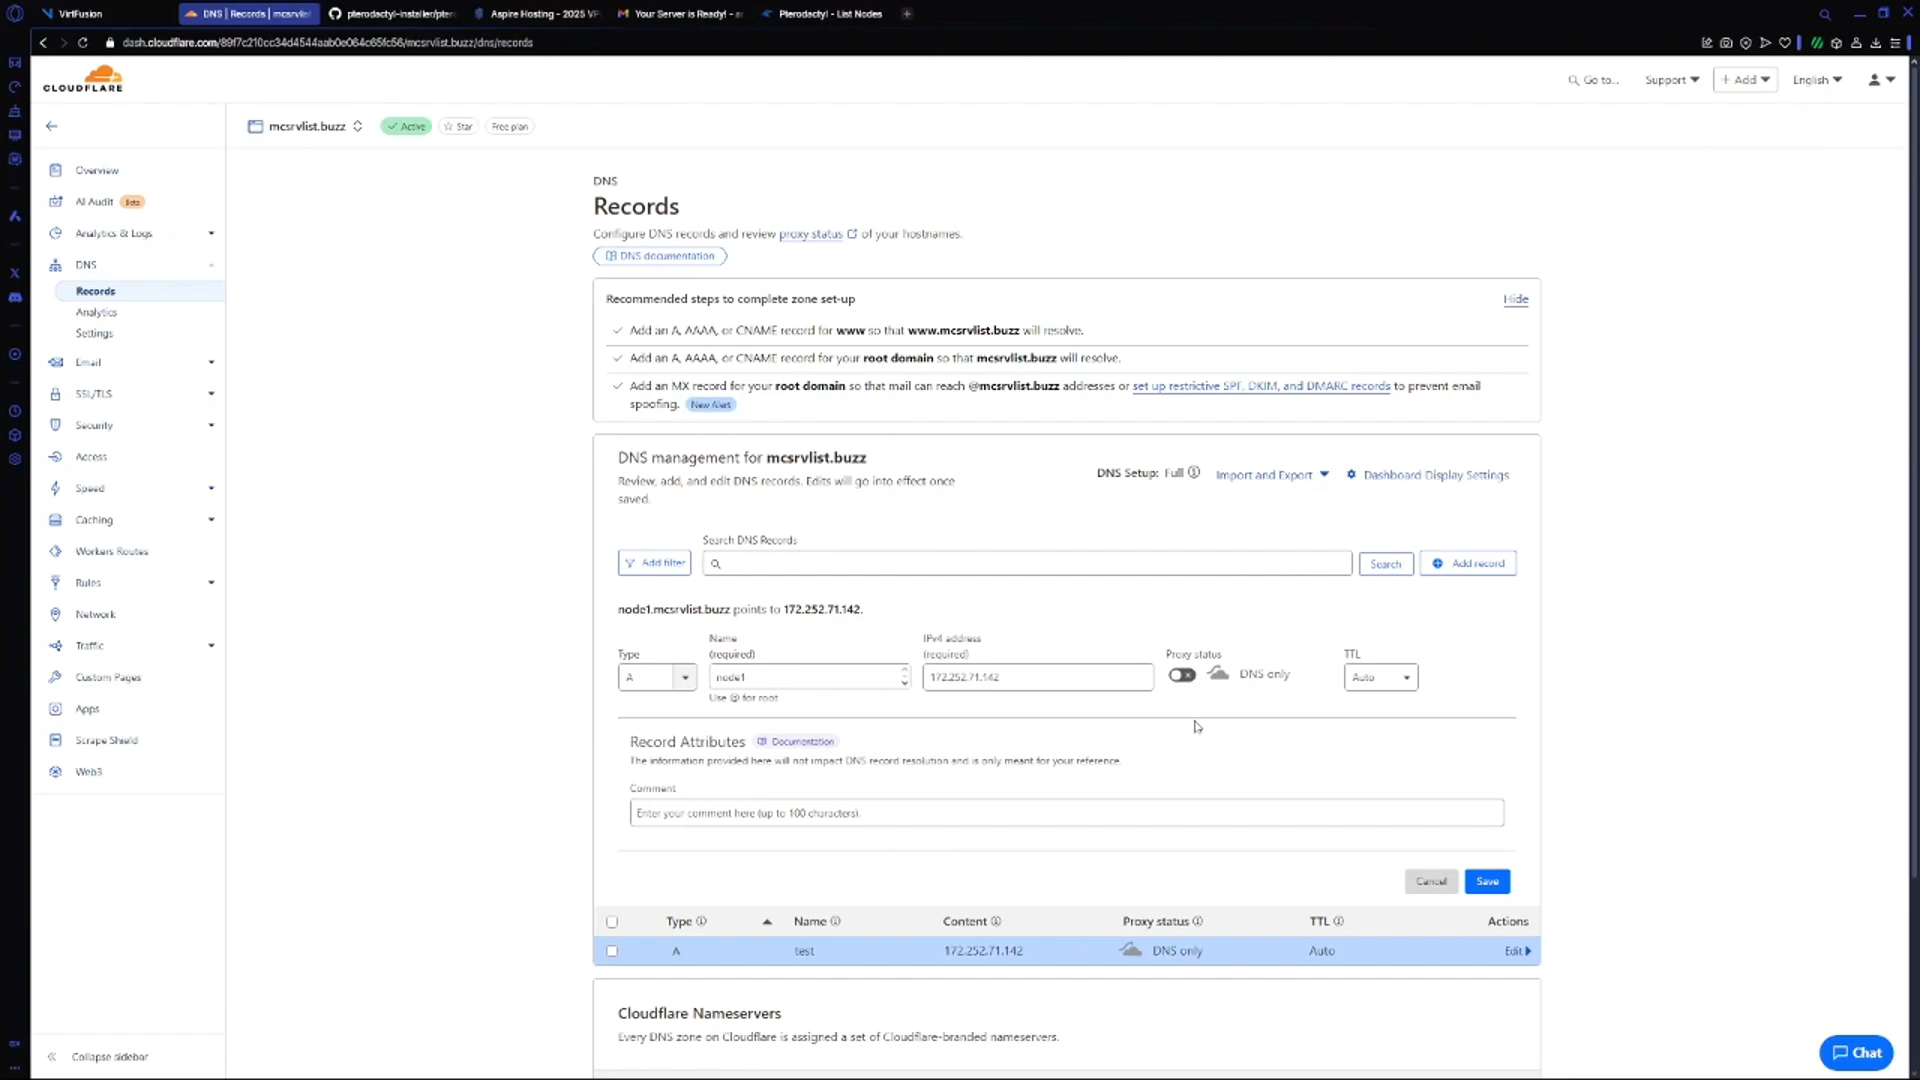 VirtFusion
DNS | Records | mcsrvlist
pterodactyl-installer/pter
Aspire Hosting - 2025 VP
Your Server is Ready! - a
Pterodactyl - List Nodes
dash.cloudflare.com/89f7c210cc34d4544aab0e064c65fc56/mcsrvlist.buzz/dns/records
CLOUDFLARE
Go to...
Support
+ Add
English
mcsrvlist.buzz
Active
Star
Free plan
Overview
AI Audit Beta
Analytics & Logs
DNS
Records
Analytics
Settings
Email
SSL/TLS
Security
Access
Speed
Caching
Workers Routes
Rules
Network
Traffic
Custom Pages
Apps
Scrape Shield
Web3
Collapse sidebar
DNS
Records
Configure DNS records and review proxy status of your hostnames.
DNS documentation
Recommended steps to complete zone set-up
Hide
Add an A, AAAA, or CNAME record for www so that www.mcsrvlist.buzz will resolve.
Add an A, AAAA, or CNAME record for your root domain so that mcsrvlist.buzz will resolve.
Add an MX record for your root domain so that mail can reach @mcsrvlist.buzz addresses or set up restrictive SPF, DKIM, and DMARC records to prevent email
spoofing. New Alert
DNS management for mcsrvlist.buzz
Review, add, and edit DNS records. Edits will go into effect once
saved.
DNS Setup: Full
Import and Export
Dashboard Display Settings
Search DNS Records
Add filter
Search
Add record
node1.mcsrvlist.buzz points to 172.252.71.142.
Type
Name
(required)
IPv4 address
(required)
Proxy status
TTL
A
node1
172.252.71.142
DNS only
Auto
Use @ for root
Record Attributes Documentation
The information provided here will not impact DNS record resolution and is only meant for your reference.
Comment
Enter your comment here (up to 100 characters).
Cancel
Save
Type Name Content Proxy status TTL Actions
A test 172.252.71.142 DNS only Auto Edit
Cloudflare Nameservers
Every DNS zone on Cloudflare is assigned a set of Cloudflare-branded nameservers.
Chat